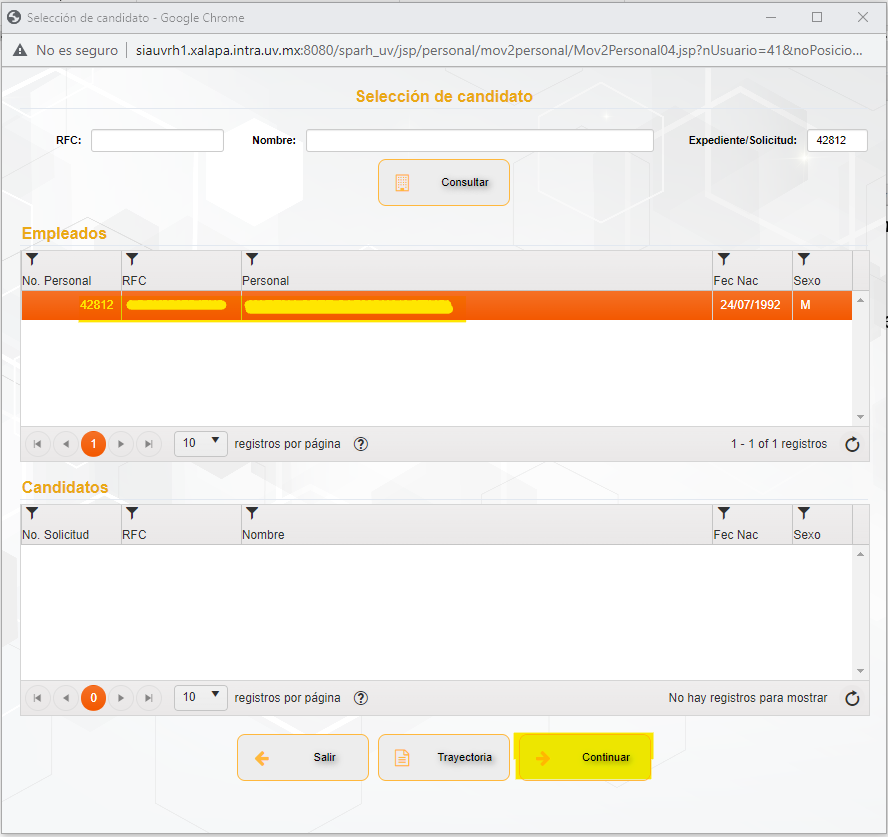 Selección de candidato - Google Chrome
No es seguro | siauvrh1.xalapa.intra.uv.mx:8080/sparh_uv/jsp/personal/mov2personal/Mov2Personal04.jsp?nUsuario=41&noPosicio...
Selección de candidato
RFC: Nombre: Expediente/Solicitud: 42812
Consultar
Empleados
No. Personal RFC Personal Fec Nac Sexo
42812 24/07/1992 M
1 10 registros por página 1 - 1 of 1 registros
Candidatos
No. Solicitud RFC Nombre Fec Nac Sexo
0 10 registros por página No hay registros para mostrar
Salir Trayectoria Continuar